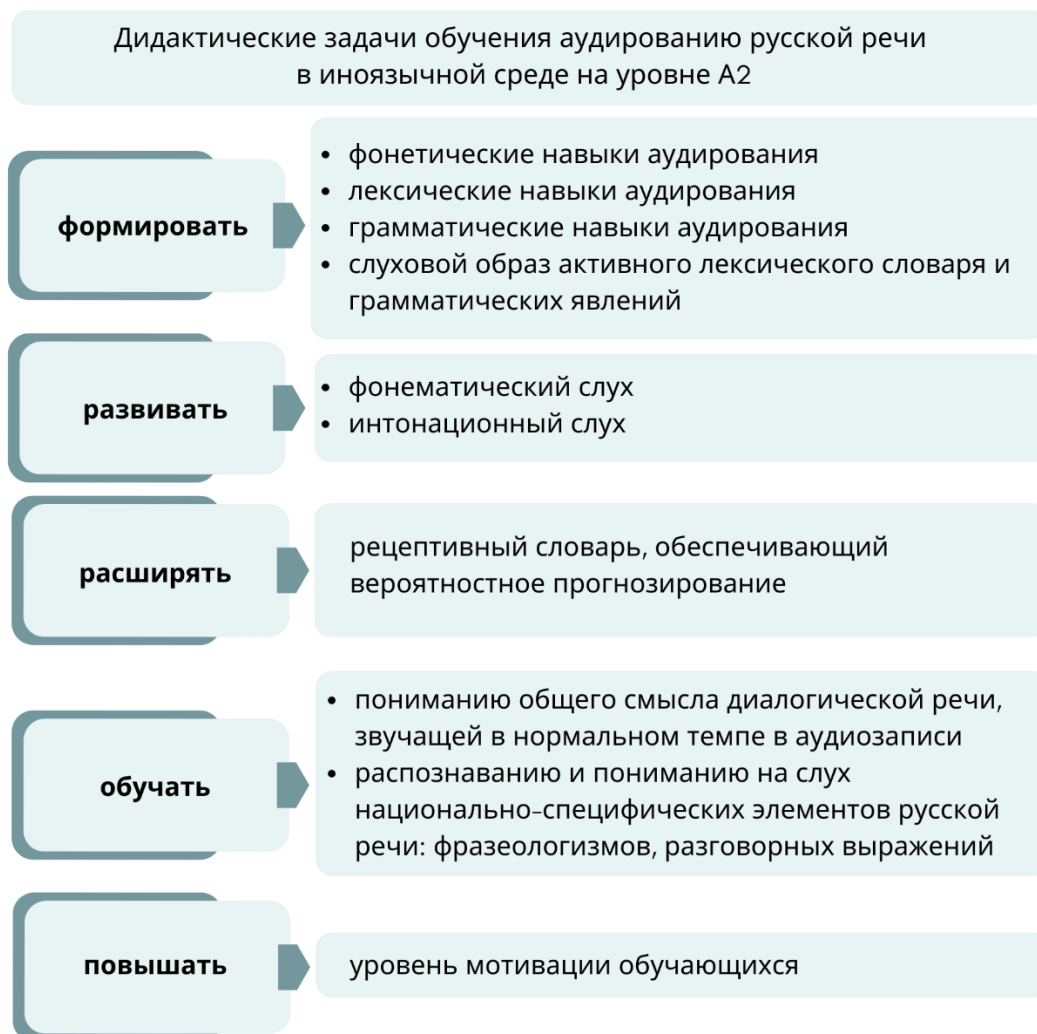 Дидактические задачи обучения аудированию русской речи
в иноязычной среде на уровне А2
формировать
• фонетические навыки аудирования
• лексические навыки аудирования
• грамматические навыки аудирования
• слуховой образ активного лексического словаря и
грамматических явлений
развивать
• фонематический слух
• интонационный слух
расширять
рецептивный словарь, обеспечивающий
вероятностное прогнозирование
обучать
• пониманию общего смысла диалогической речи,
звучащей в нормальном темпе в аудиозаписи
• распознаванию и пониманию на слух
национально-специфических элементов русской
речи: фразеологизмов, разговорных выражений
повышать
уровень мотивации обучающихся